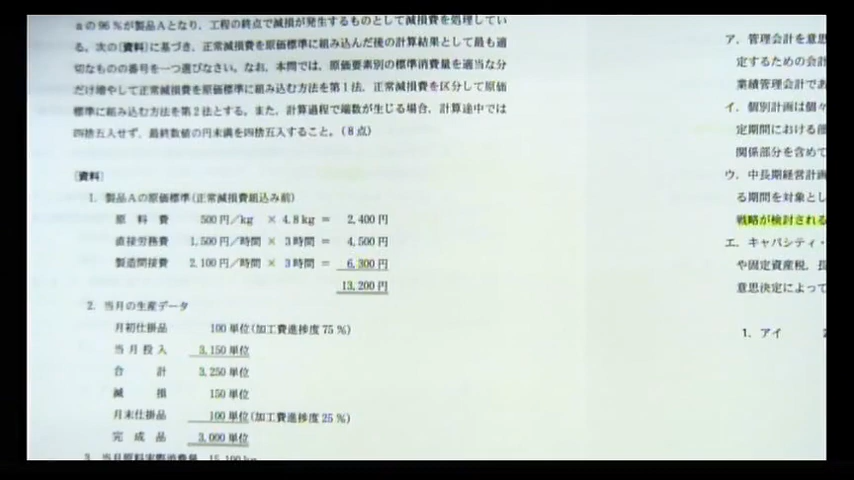 aの96％が製品Aとなり、工程の終点で減損が発生するものとして減損費を処理してい
る。次の[資料]に基づき、正常減損費を原価標準に組み込んだ後の計算結果として最も適
切なものの番号を一つ選びなさい。なお、本問では、原価要素別の標準消費量を適当な分
だけ増やして正常減損費を原価標準に組み込む方法を第1法、正常減損費を区分して原価
標準に組み込む方法を第2法とする。また、計算過程で端数が生じる場合、計算途中では
四捨五入せず、最終数値の円未満を四捨五入すること。(8点)
[資料]
1. 製品Aの原価標準(正常減損費組込み前)
原料費 500円／kg × 4.8kg = 2,400円
直接労務費 1,500円／時間 × 3時間 = 4,500円
製造間接費 2,100円／時間 × 3時間 = 6,300円
13,200円
2. 当月の生産データ
月初仕掛品 100単位(加工費進捗度75％)
当月投入 3,150単位
合計 3,250単位
減損 150単位
月末仕掛品 100単位(加工費進捗度25％)
完成品 3,000単位
3. 当月原料実際消費量 15,100kg
ア. 管理会計を意思
定するための会計
業績管理会計であ
イ. 個別計画は個々
定期間における部
関係部分を含めて
ウ. 中長期経営計画
る期間を対象とし
戦略が検討される
エ. キャパシティ・
や固定資産税、長
意思決定によって
1. アイ 2